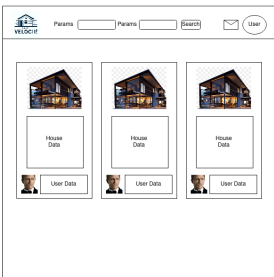 Params
Params
Search
User
VELOCITÉ
House
Data
House
Data
House
Data
User Data
User Data
User Data